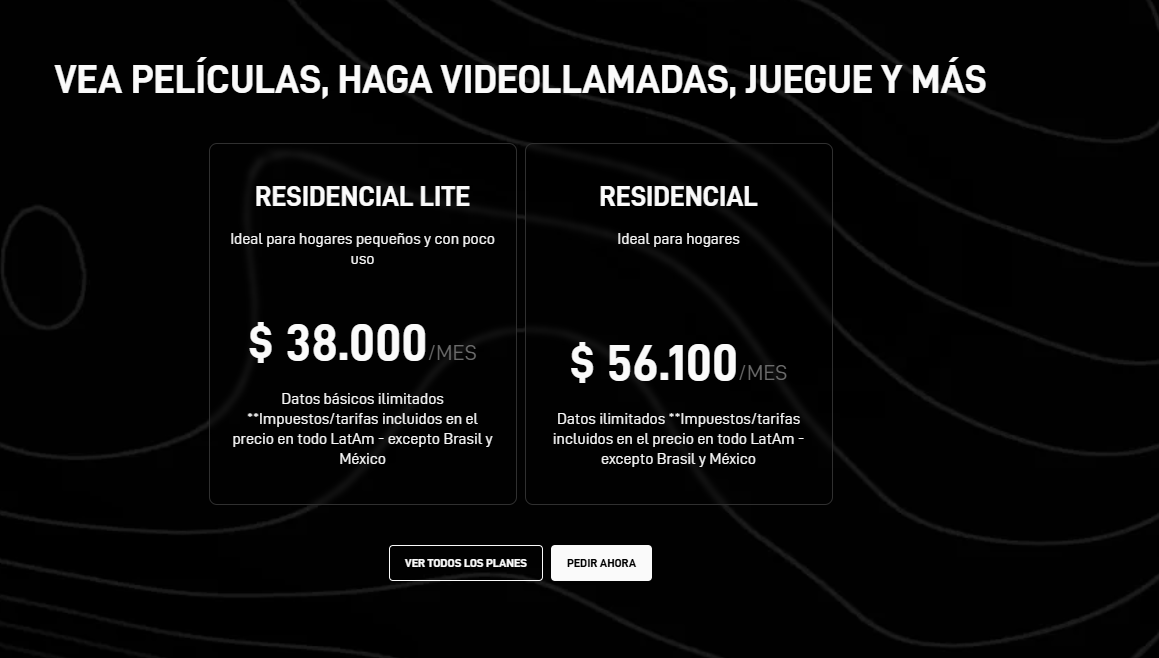 VEA PELÍCULAS, HAGA VIDEOLLAMADAS, JUEGUE Y MÁS
RESIDENCIAL LITE
Ideal para hogares pequeños y con poco
uso
$ 38.000/MES
Datos básicos ilimitados
**Impuestos/tarifas incluidos en el
precio en todo LatAm - excepto Brasil y
México
RESIDENCIAL
Ideal para hogares
$ 56.100/MES
Datos ilimitados **Impuestos/tarifas
incluidos en el precio en todo LatAm -
excepto Brasil y México
VER TODOS LOS PLANES
PEDIR AHORA